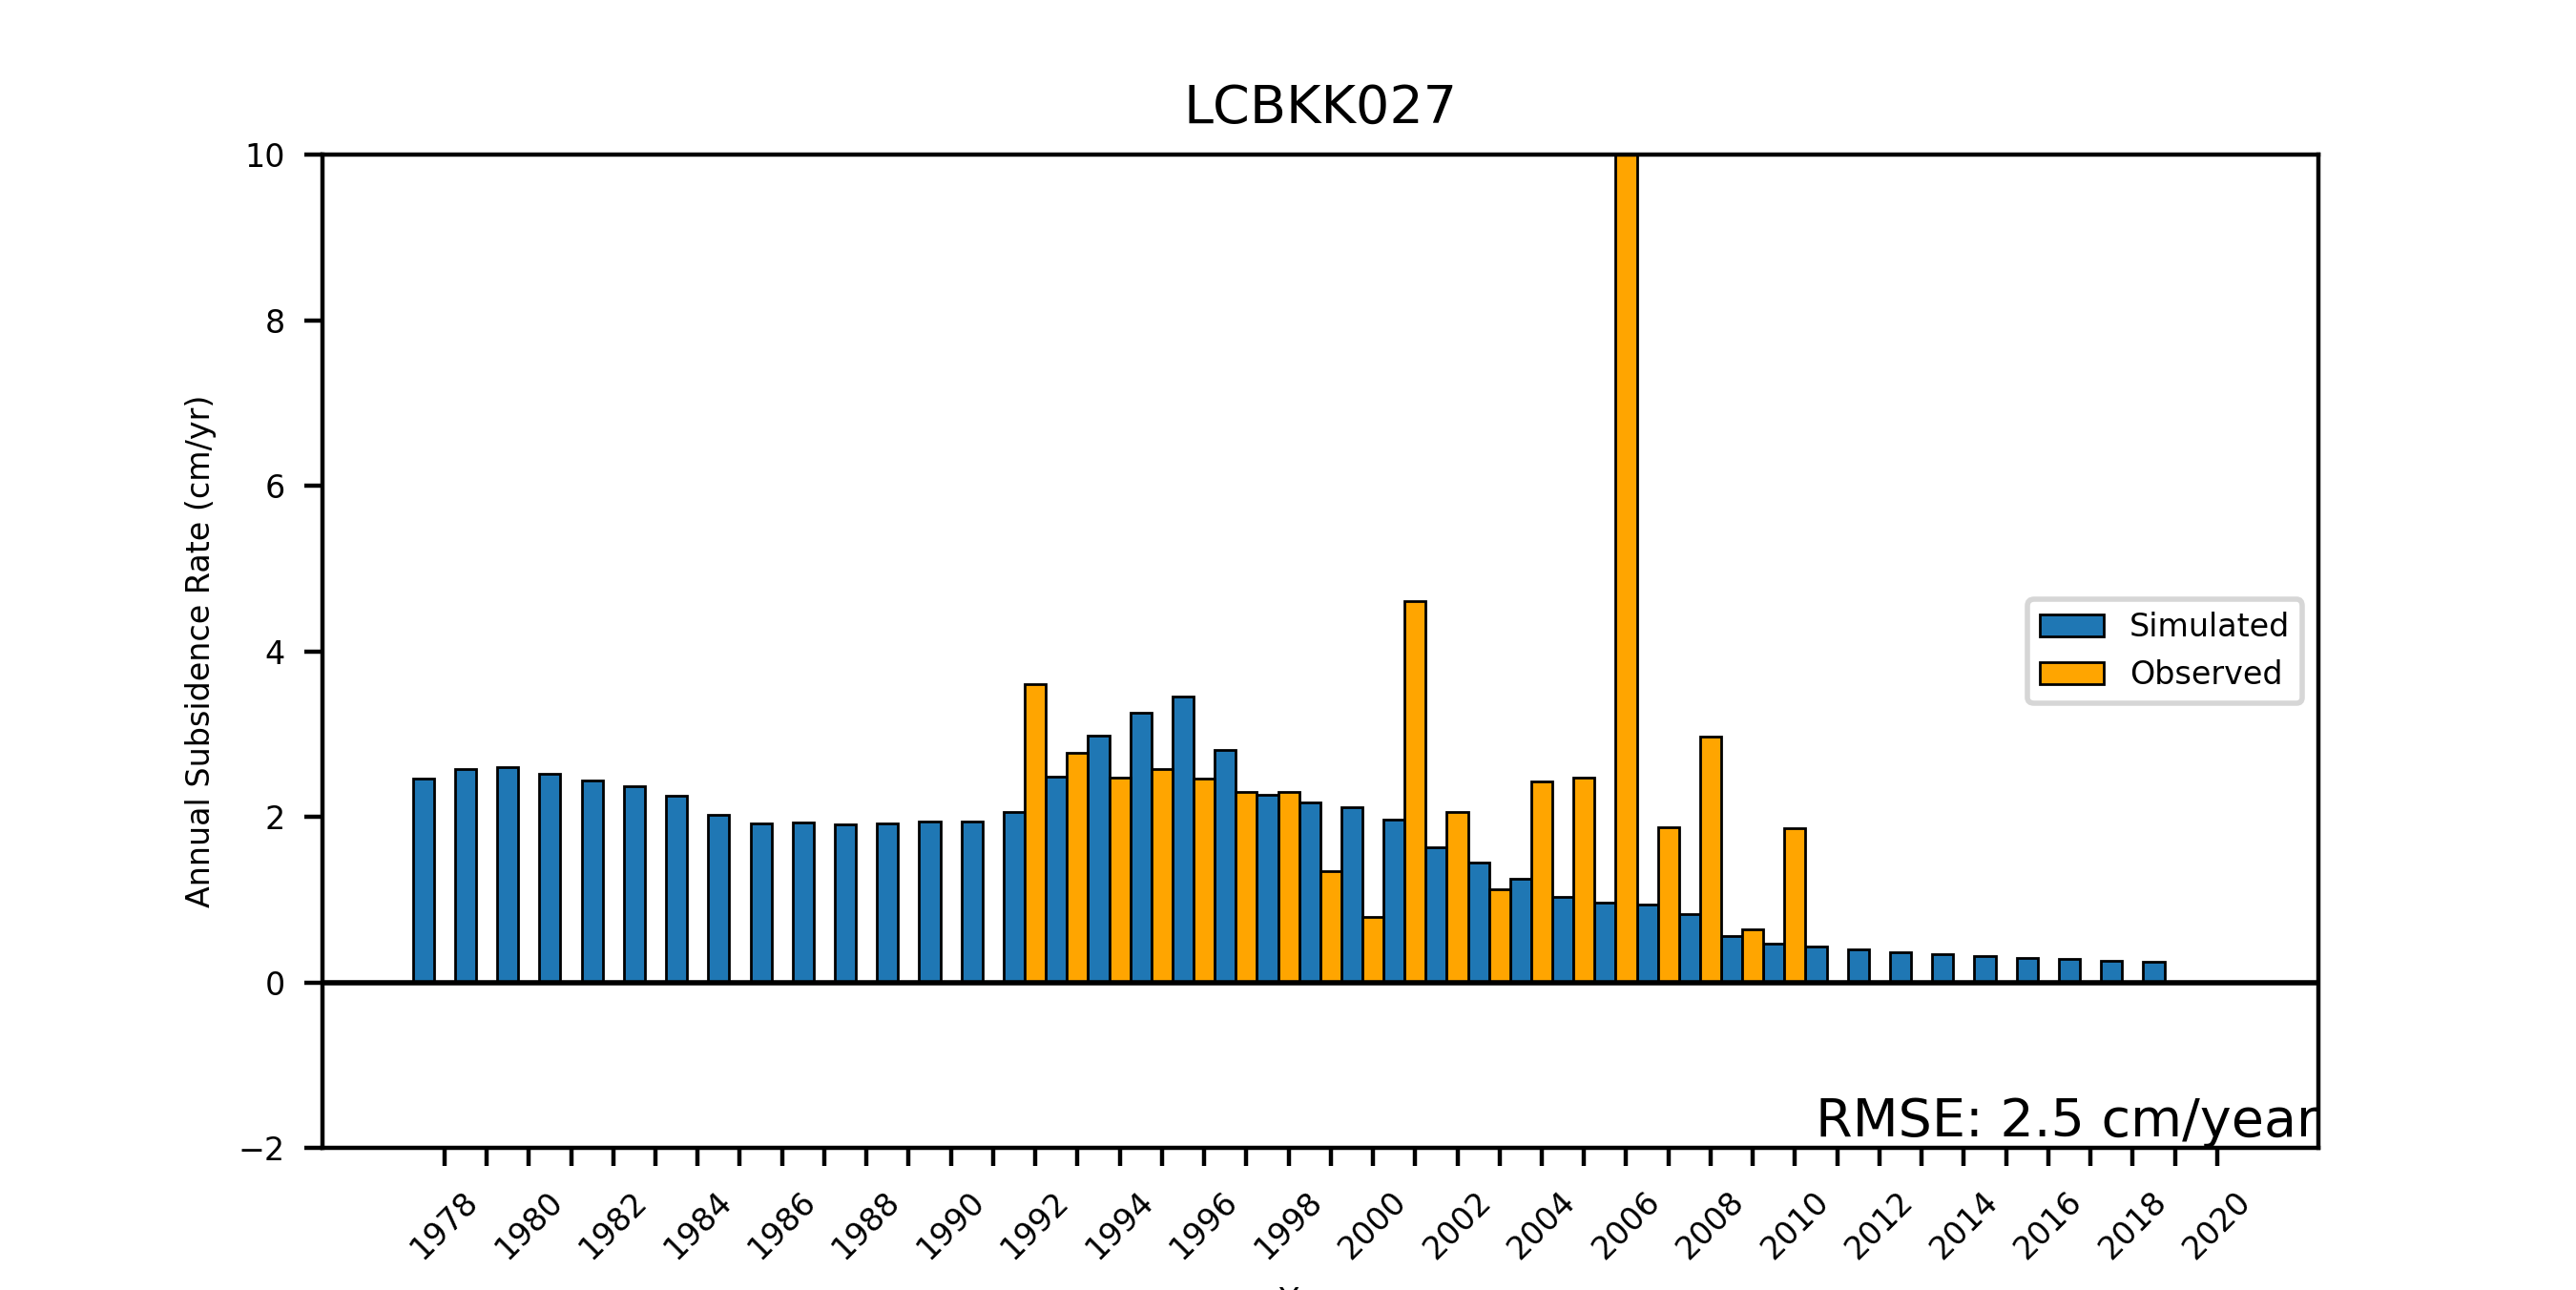 LCBKK027
10
8
6
4
2
0
−2
Annual Subsidence Rate (cm/yr)
Simulated
Observed
RMSE: 2.5 cm/year
1978 1980 1982 1984 1986 1988 1990 1992 1994 1996 1998 2000 2002 2004 2006 2008 2010 2012 2014 2016 2018 2020